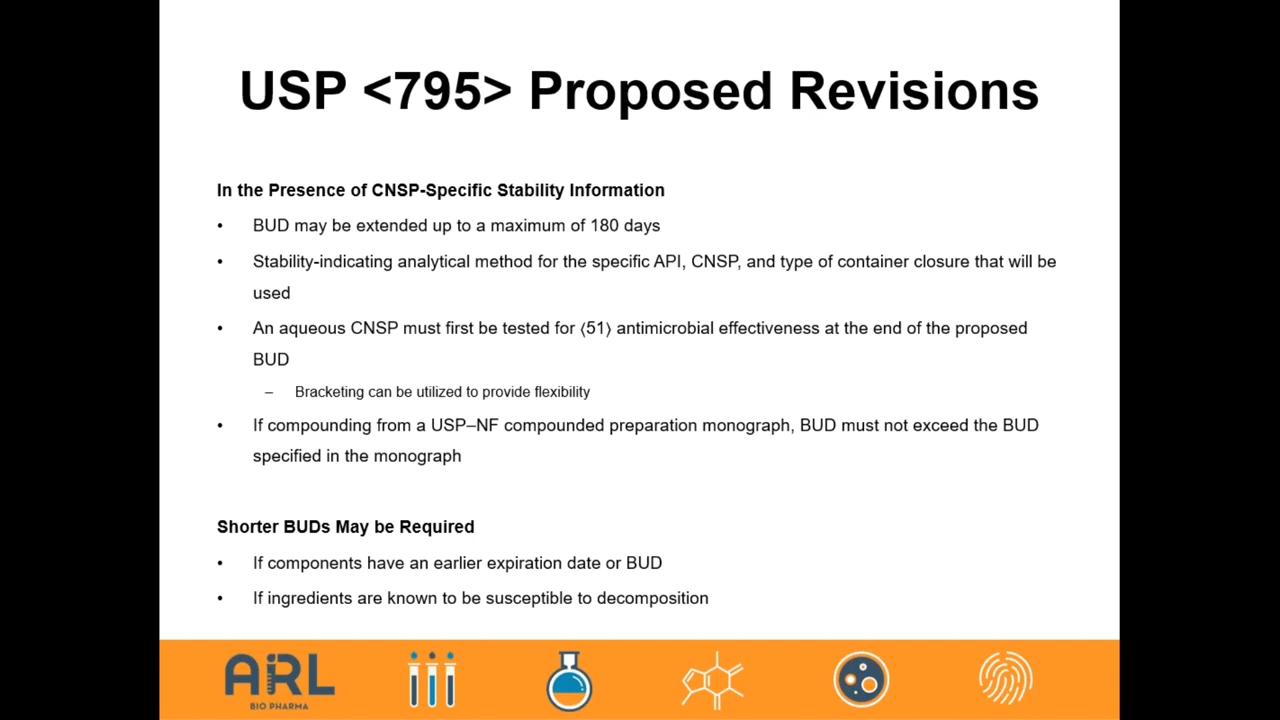 USP <795> Proposed Revisions
In the Presence of CNSP-Specific Stability Information
• BUD may be extended up to a maximum of 180 days
• Stability-indicating analytical method for the specific API, CNSP, and type of container closure that will be
used
• An aqueous CNSP must first be tested for ⟨51⟩ antimicrobial effectiveness at the end of the proposed
BUD
– Bracketing can be utilized to provide flexibility
• If compounding from a USP–NF compounded preparation monograph, BUD must not exceed the BUD
specified in the monograph
Shorter BUDs May be Required
• If components have an earlier expiration date or BUD
• If ingredients are known to be susceptible to decomposition
ARL
BIO PHARMA